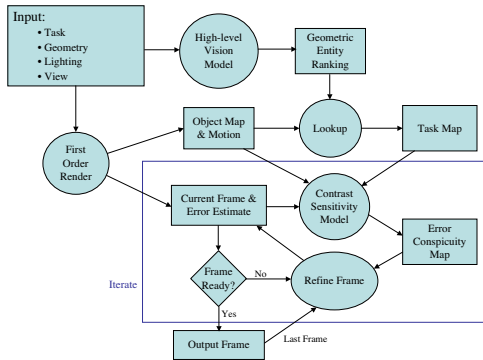 Input:
• Task
• Geometry
• Lighting
• View
High-level
Vision
Model
Geometric
Entity
Ranking
First
Order
Render
Object Map
& Motion
Lookup
Task Map
Current Frame &
Error Estimate
Contrast
Sensitivity
Model
Error
Conspicuity
Map
Frame
Ready?
No
Refine Frame
Iterate
Yes
Output Frame
Last Frame